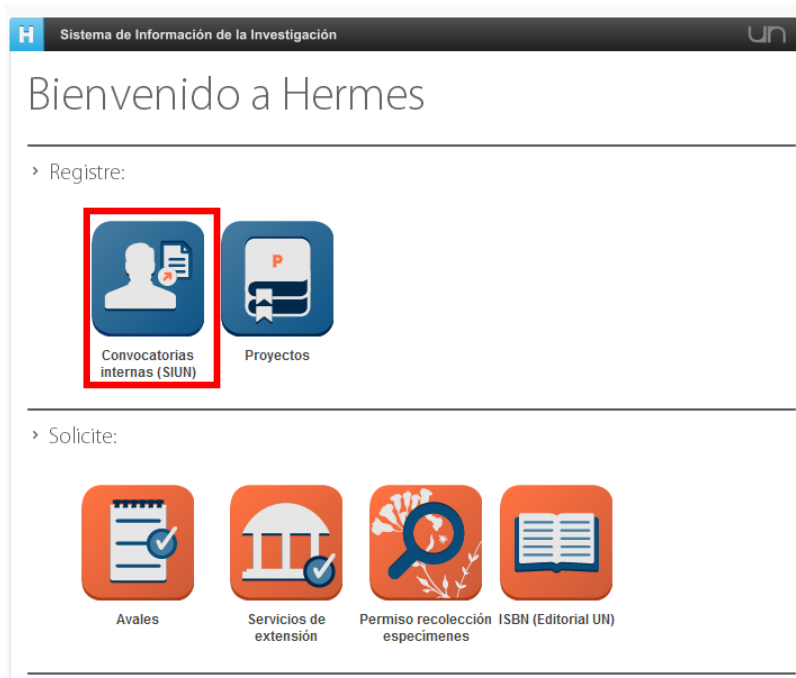 H Sistema de Información de la Investigación un
Bienvenido a Hermes
› Registre:
P
Convocatorias internas (SIUN)
Proyectos
› Solicite:
Avales
Servicios de extensión
Permiso recolección especímenes
ISBN (Editorial UN)